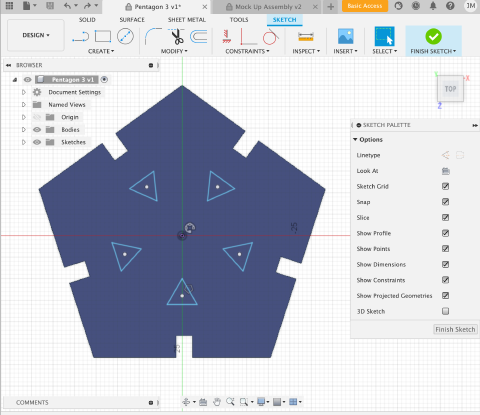 Pentagon 3 v1*
Mock Up Assembly v2
Basic Access
SOLID
SURFACE
SHEET METAL
TOOLS
SKETCH
DESIGN
CREATE
MODIFY
CONSTRAINTS
INSPECT
INSERT
SELECT
FINISH SKETCH
BROWSER
Pentagon 3 v1
Document Settings
Named Views
Origin
Bodies
Sketches
TOP
X
Z
SKETCH PALETTE
Options
Linetype
Look At
Sketch Grid
Snap
Slice
Show Profile
Show Points
Show Dimensions
Show Constraints
Show Projected Geometries
3D Sketch
Finish Sketch
COMMENTS